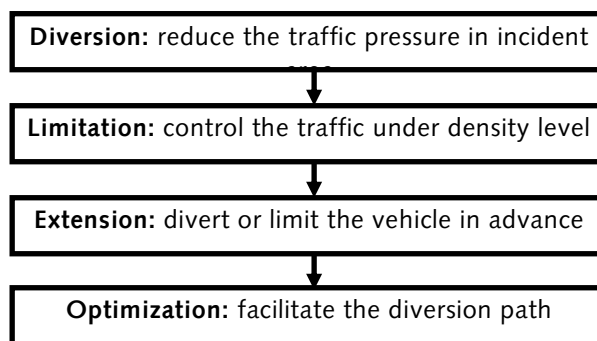 Diversion: reduce the traffic pressure in incident
Limitation: control the traffic under density level
Extension: divert or limit the vehicle in advance
Optimization: facilitate the diversion path